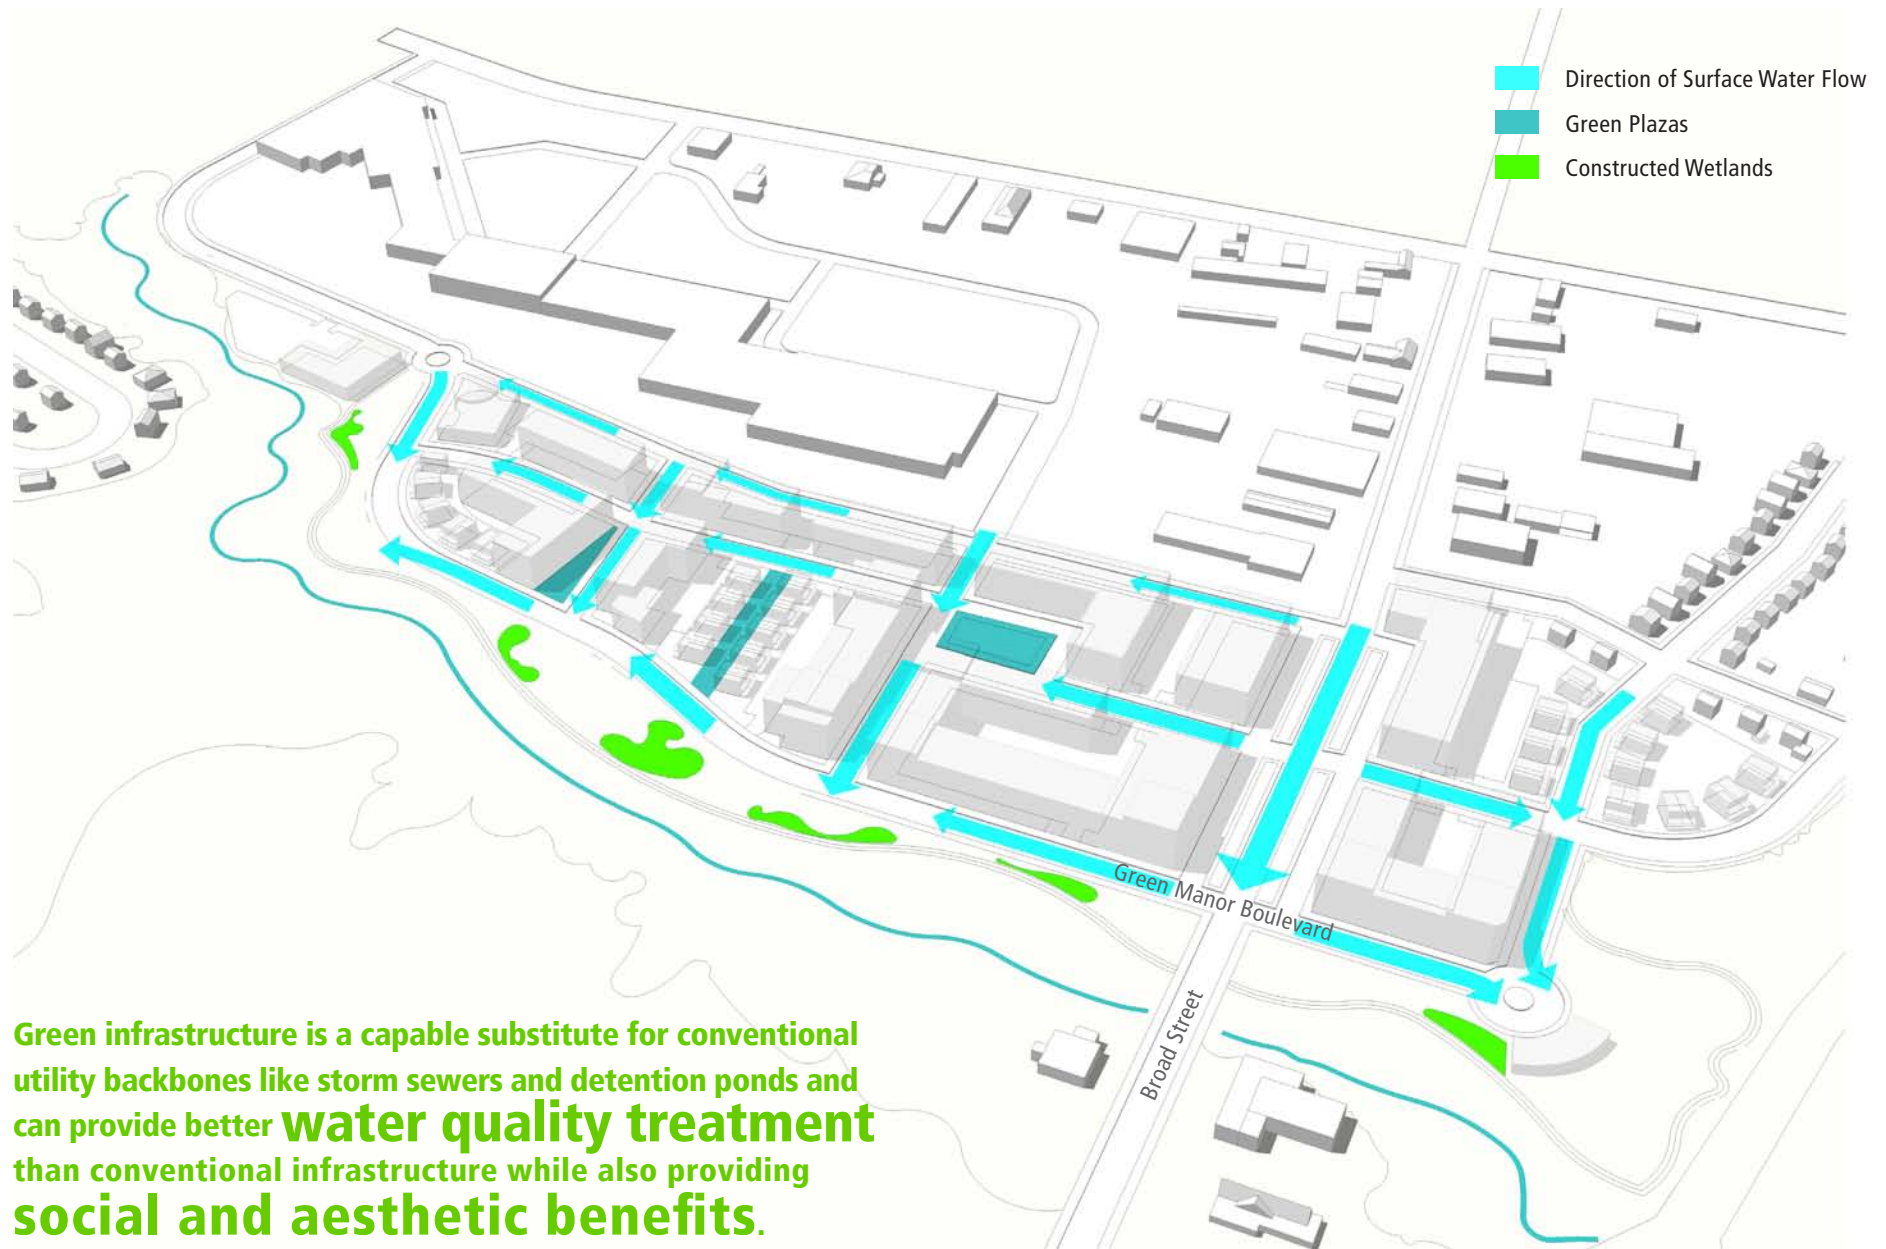 Direction of Surface Water Flow
Green Plazas
Constructed Wetlands
Green Manor Boulevard
Broad Street
Green infrastructure is a capable substitute for conventional
utility backbones like storm sewers and detention ponds and
can provide better water quality treatment
than conventional infrastructure while also providing
social and aesthetic benefits.